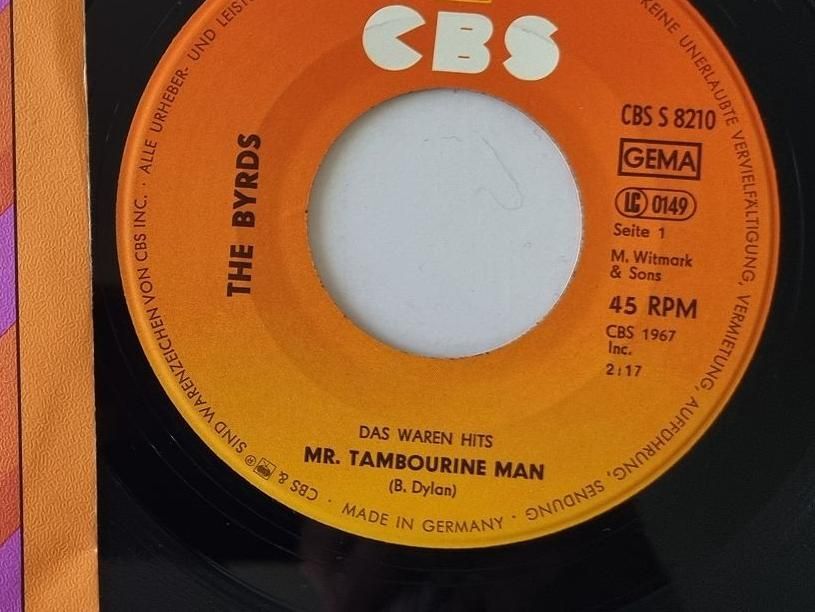 CBS
THE BYRDS
CBS S 8210
GEMA
LC 0149
Seite 1
M. Witmark
& Sons
45 RPM
CBS 1967
Inc.
2:17
DAS WAREN HITS
MR. TAMBOURINE MAN
(B. Dylan)
CBS & ® SIND WARENZEICHEN VON CBS INC. · ALLE URHEBER- UND
KEINE UNERLAUBTE VERVIELFÄLTIGUNG, VERMIETUNG, AUFFÜHRUNG, SENDUNG · MADE IN GERMANY ·